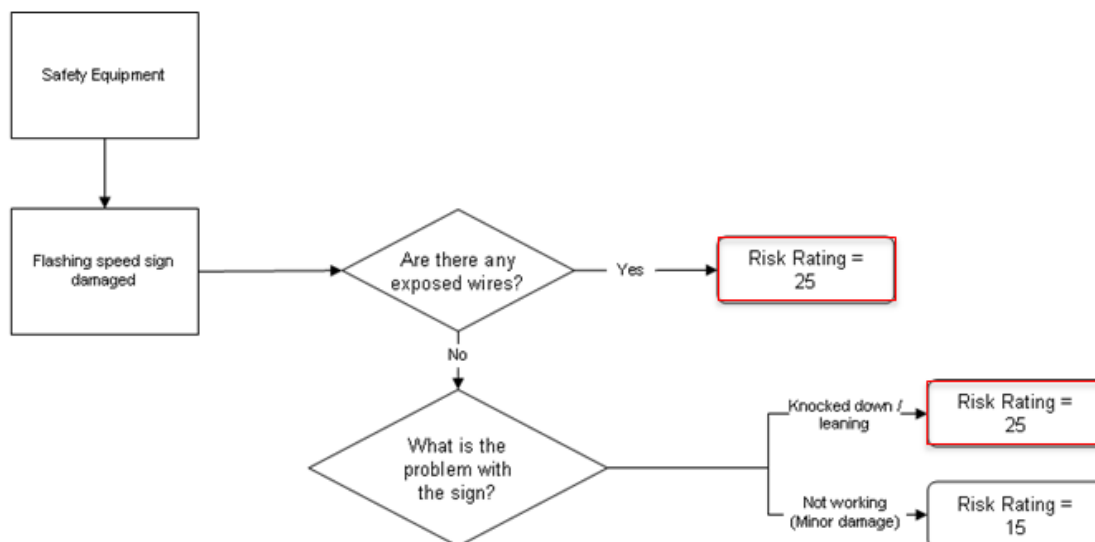 Safety Equipment
Flashing speed sign
damaged
Are there any
exposed wires?
Yes
Risk Rating =
25
No
What is the
problem with
the sign?
Knocked down /
leaning
Risk Rating =
25
Not working
(Minor damage)
Risk Rating =
15